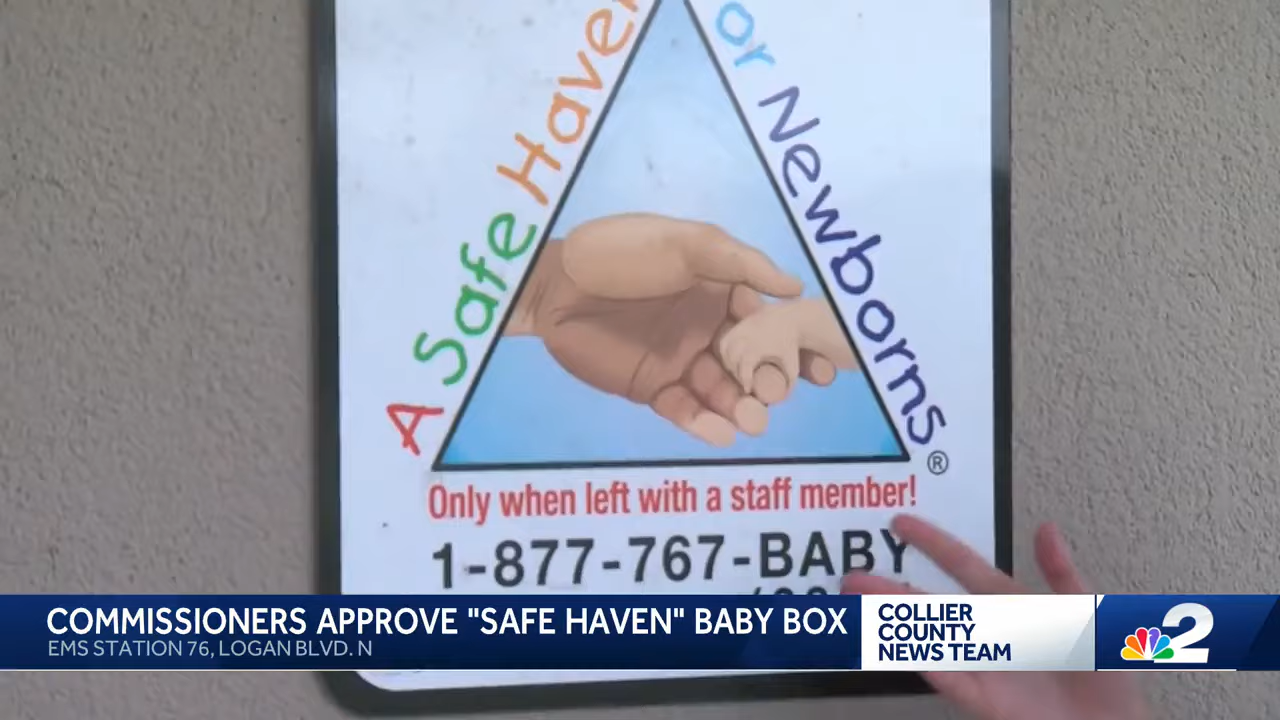 A Safe Haven
or Newborns®
Only when left with a staff member!
1-877-767-BABY
COMMISSIONERS APPROVE "SAFE HAVEN" BABY BOX
EMS STATION 76, LOGAN BLVD. N
COLLIER
COUNTY
NEWS TEAM
2